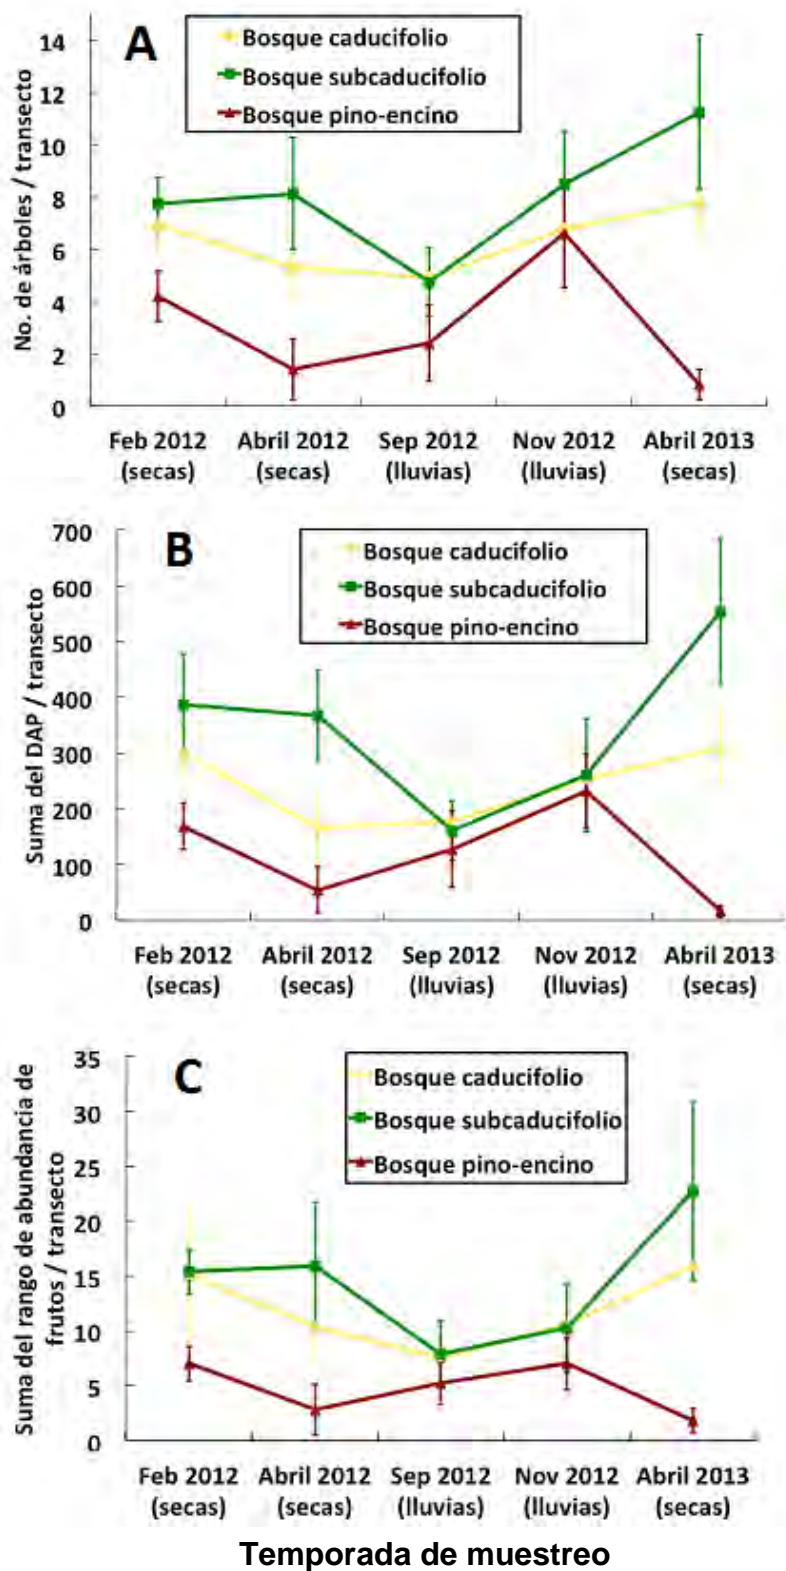 A
Bosque caducifolio
Bosque subcaducifolio
Bosque pino-encino
No. de árboles / transecto
14
12
10
8
6
4
2
0
Feb 2012 Abril 2012 Sep 2012 Nov 2012 Abril 2013
(secas) (secas) (lluvias) (lluvias) (secas)
B
Bosque caducifolio
Bosque subcaducifolio
Bosque pino-encino
Suma del DAP / transecto
700
600
500
400
300
200
100
0
Feb 2012 Abril 2012 Sep 2012 Nov 2012 Abril 2013
(secas) (secas) (lluvias) (lluvias) (secas)
C
Bosque caducifolio
Bosque subcaducifolio
Bosque pino-encino
Suma del rango de abundancia de
frutos / transecto
35
30
25
20
15
10
5
0
Feb 2012 Abril 2012 Sep 2012 Nov 2012 Abril 2013
(secas) (secas) (lluvias) (lluvias) (secas)
Temporada de muestreo